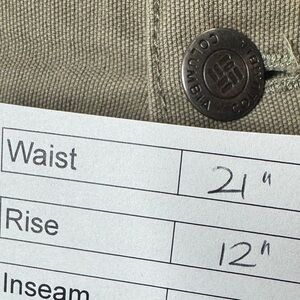 COLUMBIA
Waist 21"
Rise 12"
Inseam